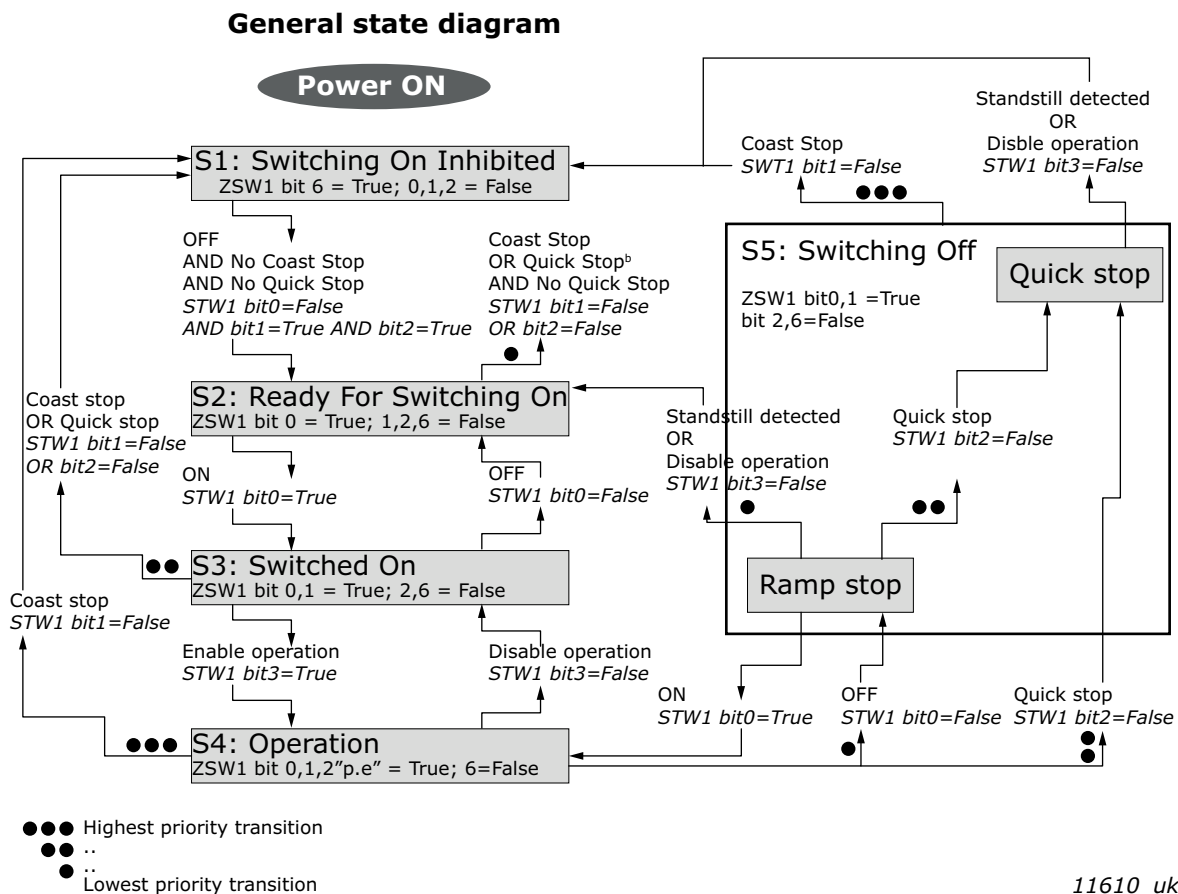 General state diagram
Power ON
S1: Switching On Inhibited
ZSW1 bit 6 = True; 0,1,2 = False
Coast Stop
SWT1 bit1=False
Standstill detected
OR
Disble operation
STW1 bit3=False
OFF
AND No Coast Stop
AND No Quick Stop
STW1 bit0=False
AND bit1=True AND bit2=True
Coast Stop
OR Quick Stopᵇ
AND No Quick Stop
STW1 bit1=False
OR bit2=False
S5: Switching Off
ZSW1 bit0,1 =True
bit 2,6=False
Quick stop
S2: Ready For Switching On
ZSW1 bit 0 = True; 1,2,6 = False
Coast stop
OR Quick stop
STW1 bit1=False
OR bit2=False
ON
STW1 bit0=True
OFF
STW1 bit0=False
Standstill detected
OR
Disable operation
STW1 bit3=False
Quick stop
STW1 bit2=False
S3: Switched On
ZSW1 bit 0,1 = True; 2,6 = False
Ramp stop
Coast stop
STW1 bit1=False
Enable operation
STW1 bit3=True
Disable operation
STW1 bit3=False
ON
STW1 bit0=True
OFF
STW1 bit0=False
Quick stop
STW1 bit2=False
S4: Operation
ZSW1 bit 0,1,2”p.e” = True; 6=False
Highest priority transition
..
..
Lowest priority transition
11610_uk